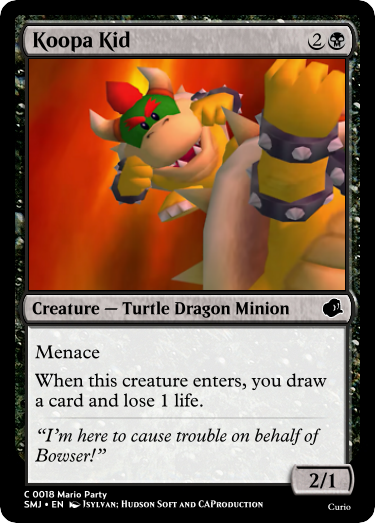 Koopa Kid 2
Creature — Turtle Dragon Minion
Menace
When this creature enters, you draw
a card and lose 1 life.
“I’m here to cause trouble on behalf of
Bowser!”
2/1
C 0018 Mario Party
SMJ • EN Jsylvan; Hudson Soft and CAProduction
Curio